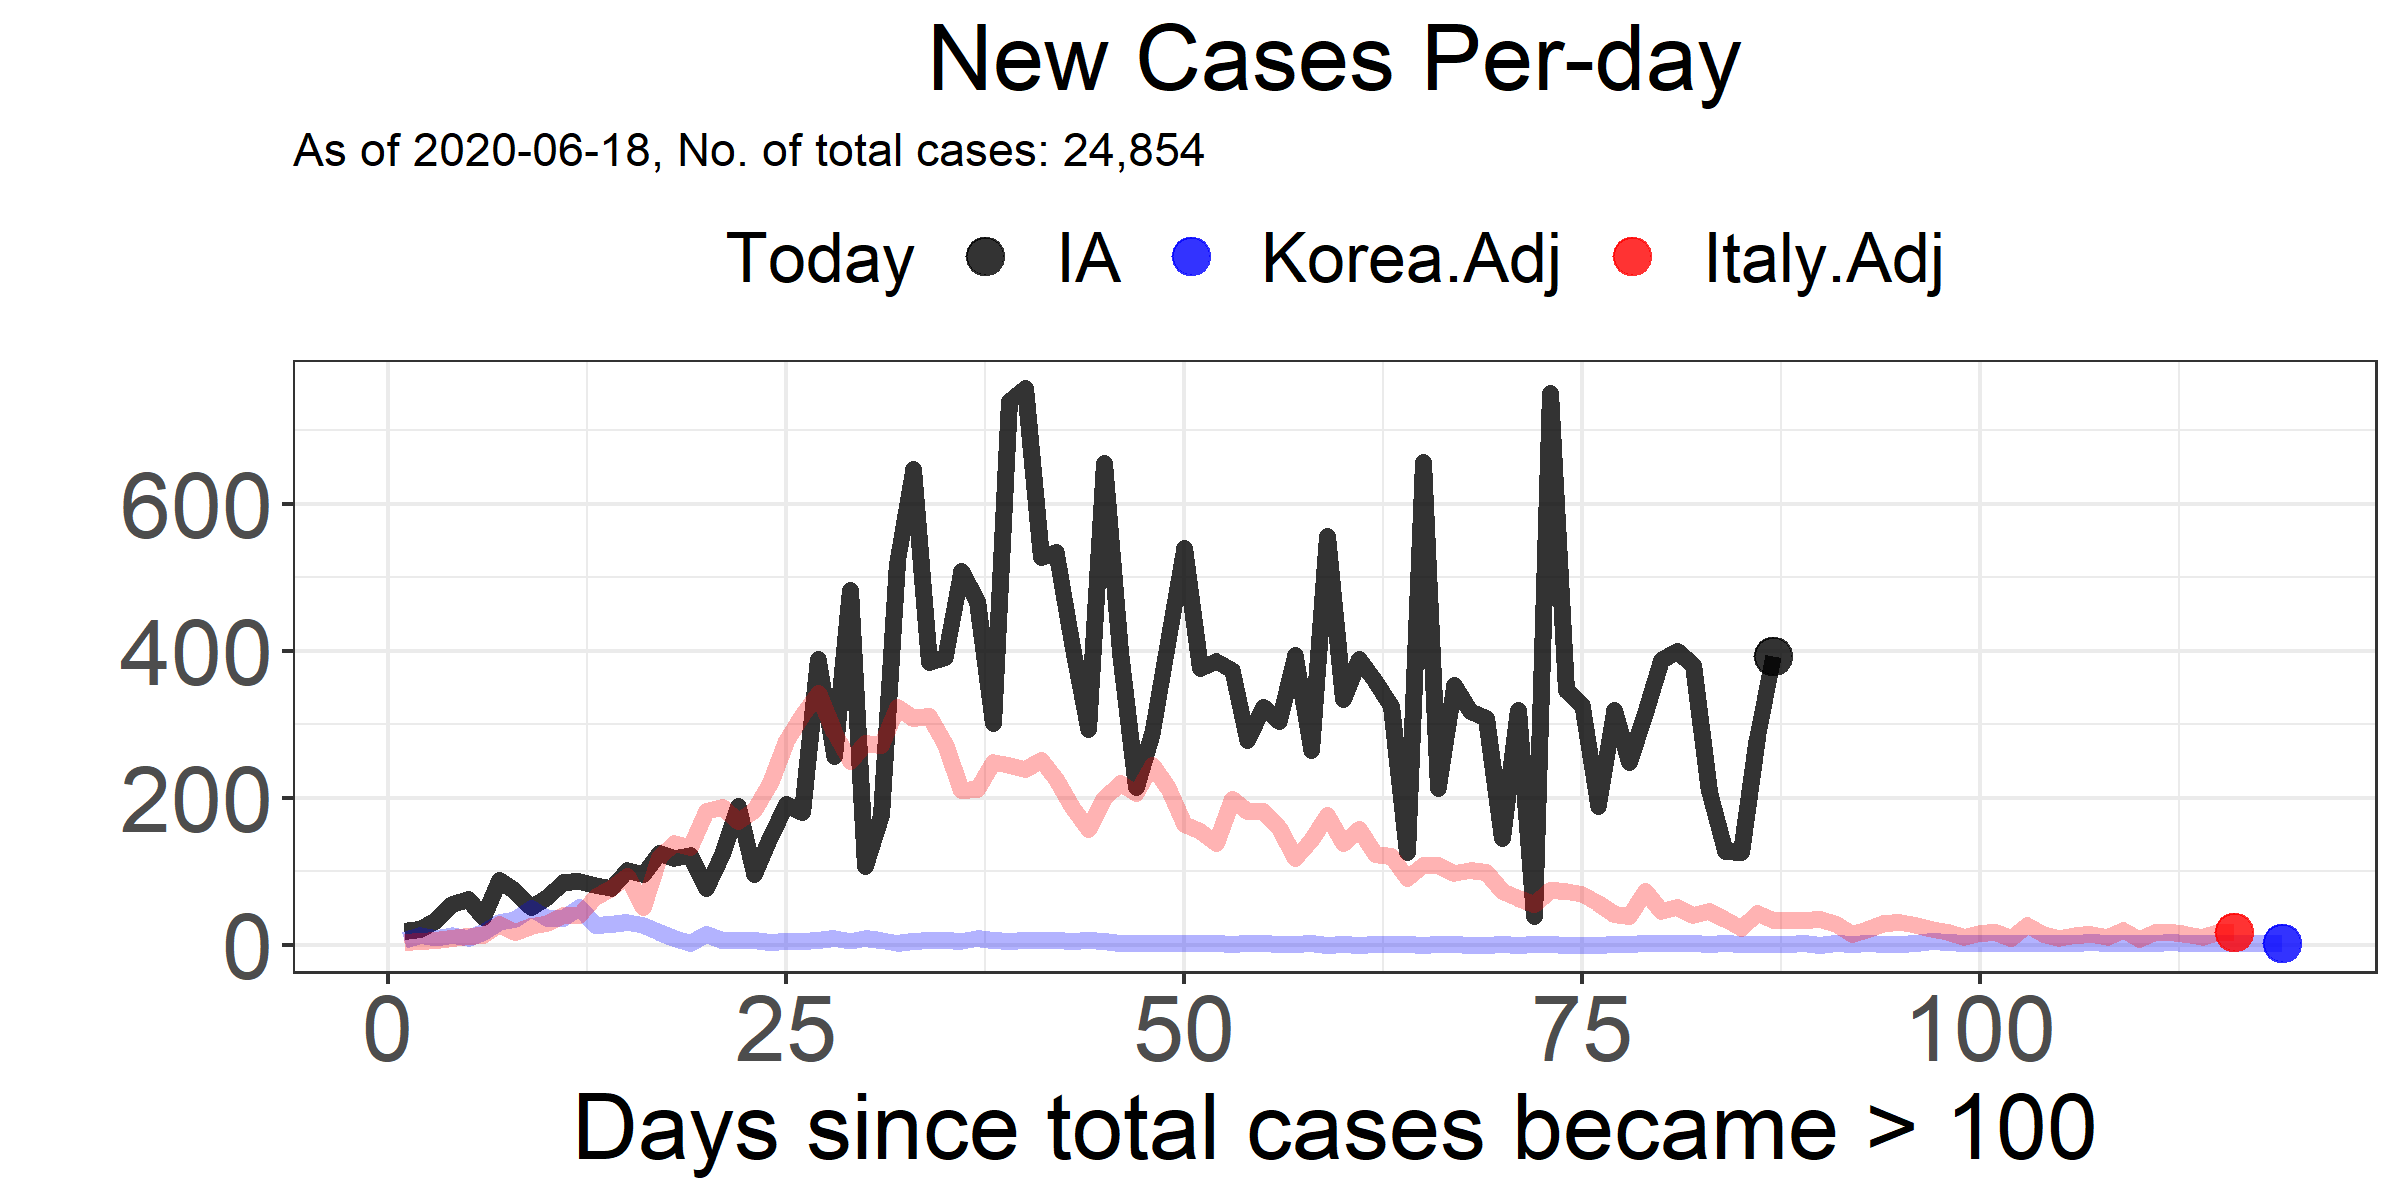 New Cases Per-day
As of 2020-06-18, No. of total cases: 24,854
Today IA Korea.Adj Italy.Adj
600
400
200
0
0 25 50 75 100
Days since total cases became > 100